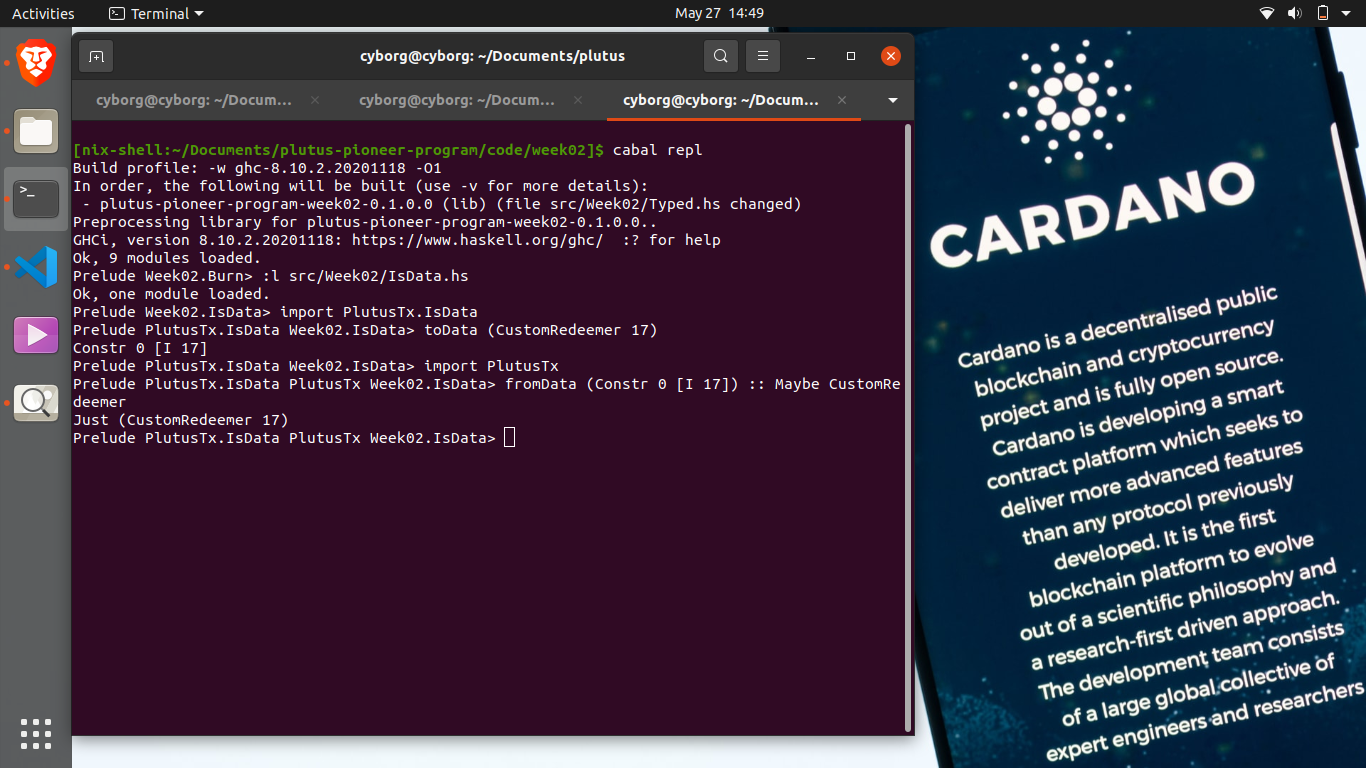 Activities
Terminal
May 27 14:49
cyborg@cyborg: ~/Documents/plutus
cyborg@cyborg: ~/Docum...
cyborg@cyborg: ~/Docum...
cyborg@cyborg: ~/Docum...
[nix-shell:~/Documents/plutus-pioneer-program/code/week02]$ cabal repl
Build profile: -w ghc-8.10.2.20201118 -O1
In order, the following will be built (use -v for more details):
 - plutus-pioneer-program-week02-0.1.0.0 (lib) (file src/Week02/Typed.hs changed)
Preprocessing library for plutus-pioneer-program-week02-0.1.0.0..
GHCi, version 8.10.2.20201118: https://www.haskell.org/ghc/  :? for help
Ok, 9 modules loaded.
Prelude Week02.Burn> :l src/Week02/IsData.hs
Ok, one module loaded.
Prelude Week02.IsData> import PlutusTx.IsData
Prelude PlutusTx.IsData Week02.IsData> toData (CustomRedeemer 17)
Constr 0 [I 17]
Prelude PlutusTx.IsData Week02.IsData> import PlutusTx
Prelude PlutusTx.IsData PlutusTx Week02.IsData> fromData (Constr 0 [I 17]) :: Maybe CustomRe
deemer
Just (CustomRedeemer 17)
Prelude PlutusTx.IsData PlutusTx Week02.IsData>
CARDANO
Cardano is a decentralised public
blockchain and cryptocurrency
project and is fully open source.
Cardano is developing a smart
contract platform which seeks to
deliver more advanced features
than any protocol previously
developed. It is the first
blockchain platform to evolve
out of a scientific philosophy and
a research-first driven approach.
The development team consists
of a large global collective of
expert engineers and researchers